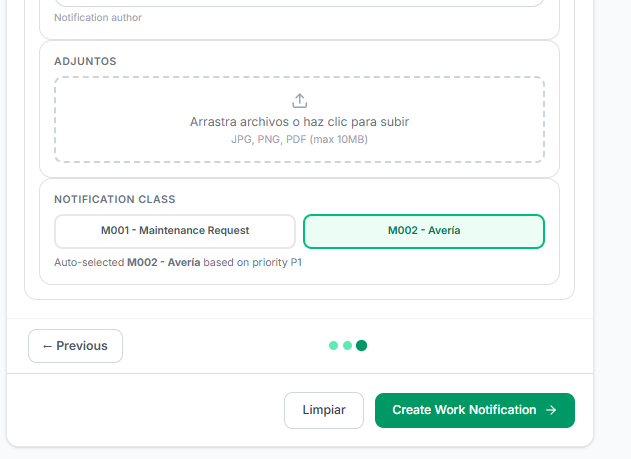 Notification author
ADJUNTOS
Arrastra archivos o haz clic para subir
JPG, PNG, PDF (max 10MB)
NOTIFICATION CLASS
M001 - Maintenance Request
M002 - Avería
Auto-selected M002 - Avería based on priority P1
← Previous
Limpiar
Create Work Notification →